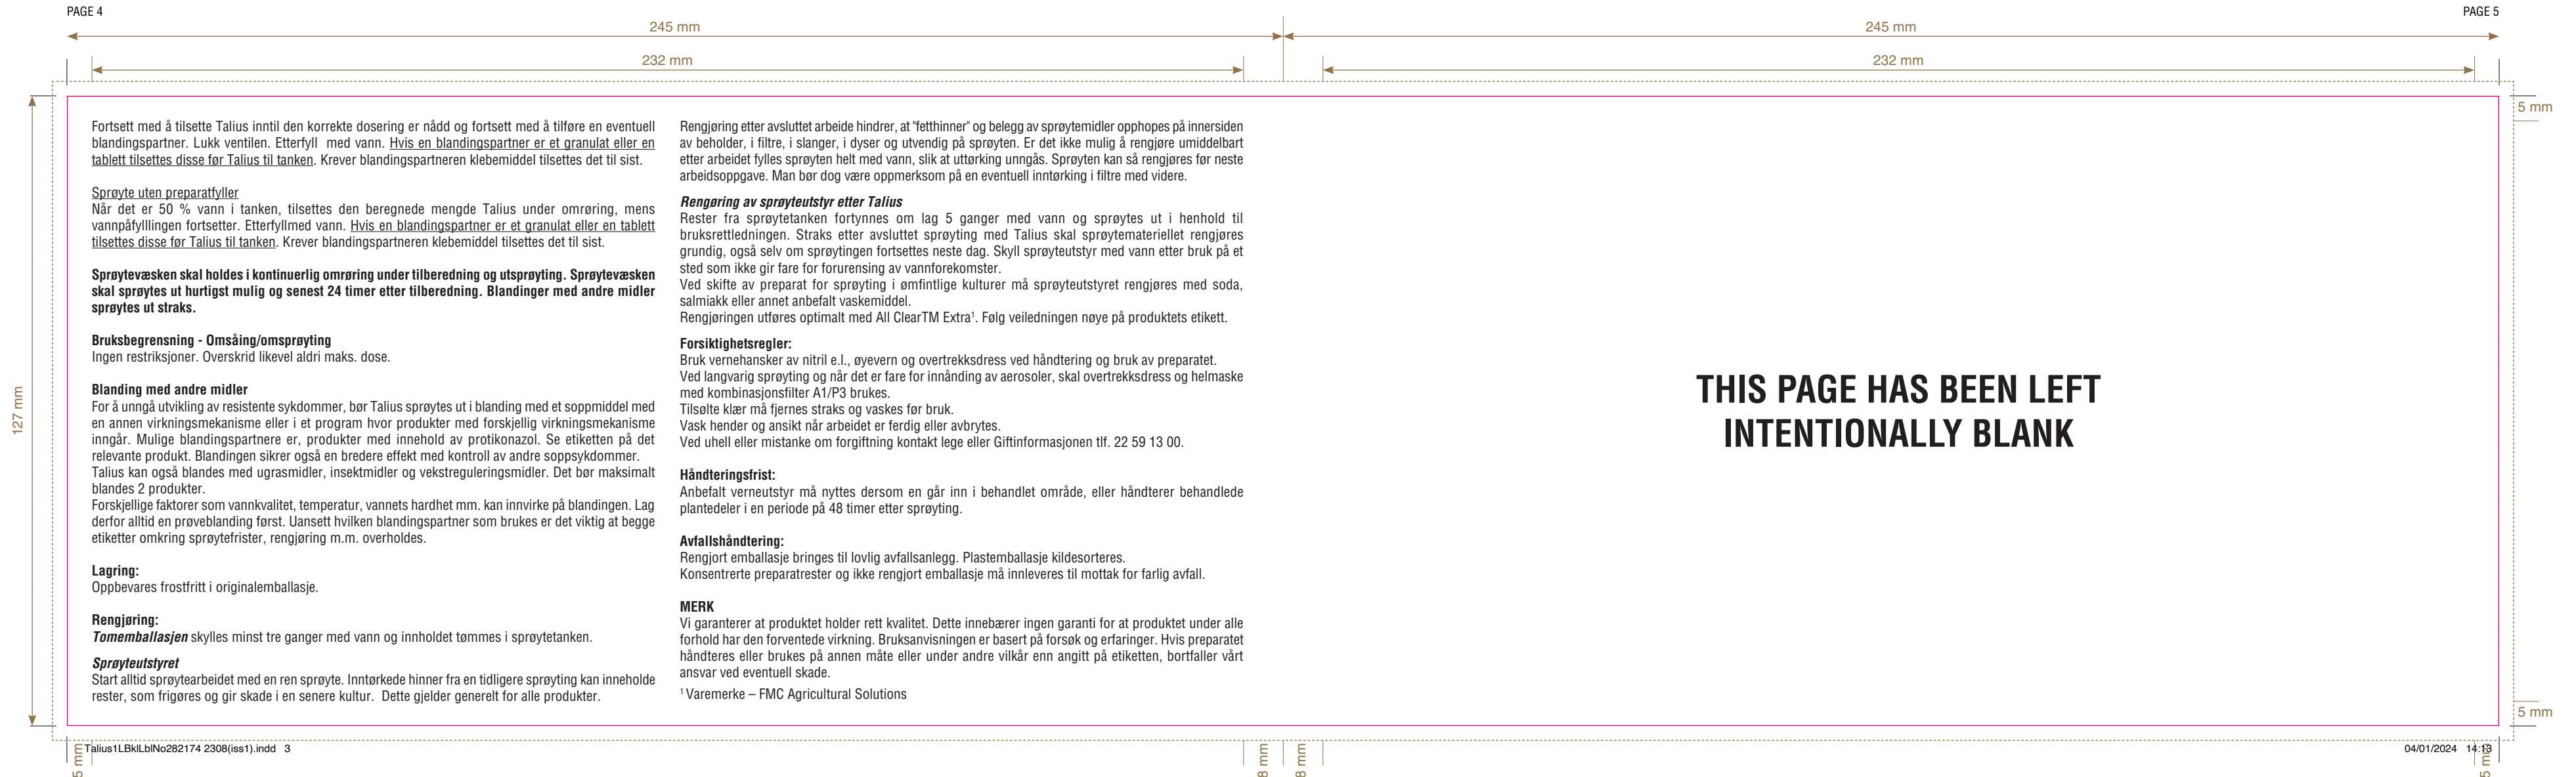 PAGE 4
PAGE 5
245 mm
245 mm
232 mm
232 mm
127 mm
5 mm
Fortsett med å tilsette Talius inntil den korrekte dosering er nådd og fortsett med å tilføre en eventuell
blandingspartner. Lukk ventilen. Etterfyll  med vann. Hvis en blandingspartner er et granulat eller en
tablett tilsettes disse før Talius til tanken. Krever blandingspartneren klebemiddel tilsettes det til sist.
Sprøyte uten preparatfyller
Når det er 50 % vann i tanken, tilsettes den beregnede mengde Talius under omrøring, mens
vannpåfylllingen fortsetter. Etterfyllmed vann. Hvis en blandingspartner er et granulat eller en tablett
tilsettes disse før Talius til tanken. Krever blandingspartneren klebemiddel tilsettes det til sist.
Sprøytevæsken skal holdes i kontinuerlig omrøring under tilberedning og utsprøyting. Sprøytevæsken
skal sprøytes ut hurtigst mulig og senest 24 timer etter tilberedning. Blandinger med andre midler
sprøytes ut straks.
Bruksbegrensning - Omsåing/omsprøyting
Ingen restriksjoner. Overskrid likevel aldri maks. dose.
Blanding med andre midler
For å unngå utvikling av resistente sykdommer, bør Talius sprøytes ut i blanding med et soppmiddel med
en annen virkningsmekanisme eller i et program hvor produkter med forskjellig virkningsmekanisme
inngår. Mulige blandingspartnere er, produkter med innehold av protikonazol. Se etiketten på det
relevante produkt. Blandingen sikrer også en bredere effekt med kontroll av andre soppsykdommer.
Talius kan også blandes med ugrasmidler, insektmidler og vekstreguleringsmidler. Det bør maksimalt
blandes 2 produkter.
Forskjellige faktorer som vannkvalitet, temperatur, vannets hardhet mm. kan innvirke på blandingen. Lag
derfor alltid en prøveblanding først. Uansett hvilken blandingspartner som brukes er det viktig at begge
etiketter omkring sprøytefrister, rengjøring m.m. overholdes.
Lagring:
Oppbevares frostfritt i originalemballasje.
Rengjøring:
Tomemballasjen skylles minst tre ganger med vann og innholdet tømmes i sprøytetanken.
Sprøyteutstyret
Start alltid sprøytearbeidet med en ren sprøyte. Inntørkede hinner fra en tidligere sprøyting kan inneholde
rester, som frigøres og gir skade i en senere kultur.  Dette gjelder generelt for alle produkter.
Rengjøring etter avsluttet arbeide hindrer, at "fetthinner" og belegg av sprøytemidler opphopes på innersiden
av beholder, i filtre, i slanger, i dyser og utvendig på sprøyten. Er det ikke mulig å rengjøre umiddelbart
etter arbeidet fylles sprøyten helt med vann, slik at uttørking unngås. Sprøyten kan så rengjøres før neste
arbeidsoppgave. Man bør dog være oppmerksom på en eventuell inntørking i filtre med videre.
Rengøring av sprøyteutstyr etter Talius
Rester fra sprøytetanken fortynnes om lag 5 ganger med vann og sprøytes ut i henhold til
bruksrettledningen. Straks etter avsluttet sprøyting med Talius skal sprøytemateriellet rengjøres
grundig, også selv om sprøytingen fortsettes neste dag. Skyll sprøyteutstyr med vann etter bruk på et
sted som ikke gir fare for forurensing av vannforekomster.
Ved skifte av preparat for sprøyting i ømfintlige kulturer må sprøyteutstyret rengjøres med soda,
salmiakk eller annet anbefalt vaskemiddel.
Rengjøringen utføres optimalt med All ClearTM Extra¹. Følg veiledningen nøye på produktets etikett.
Forsiktighetsregler:
Bruk vernehansker av nitril e.l., øyevern og overtrekksdress ved håndtering og bruk av preparatet.
Ved langvarig sprøyting og når det er fare for innånding av aerosoler, skal overtrekksdress og helmaske
med kombinasjonsfilter A1/P3 brukes.
Tilsølte klær må fjernes straks og vaskes før bruk.
Vask hender og ansikt når arbeidet er ferdig eller avbrytes.
Ved uhell eller mistanke om forgiftning kontakt lege eller Giftinformasjonen tlf. 22 59 13 00.
Håndteringsfrist:
Anbefalt verneutstyr må nyttes dersom en går inn i behandlet område, eller håndterer behandlede
plantedeler i en periode på 48 timer etter sprøyting.
Avfallshåndtering:
Rengjort emballasje bringes til lovlig avfallsanlegg. Plastemballasje kildesorteres.
Konsentrerte preparatrester og ikke rengjort emballasje må innleveres til mottak for farlig avfall.
MERK
Vi garanterer at produktet holder rett kvalitet. Dette innebærer ingen garanti for at produktet under alle
forhold har den forventede virkning. Bruksanvisningen er basert på forsøk og erfaringer. Hvis preparatet
håndteres eller brukes på annen måte eller under andre vilkår enn angitt på etiketten, bortfaller vårt
ansvar ved eventuell skade.
¹ Varemerke – FMC Agricultural Solutions
THIS PAGE HAS BEEN LEFT
INTENTIONALLY BLANK
5 mm
Talius1LBklLblNo282174 2308(iss1).indd   3
04/01/2024   14:13
5 mm
8 mm
8 mm
5 mm